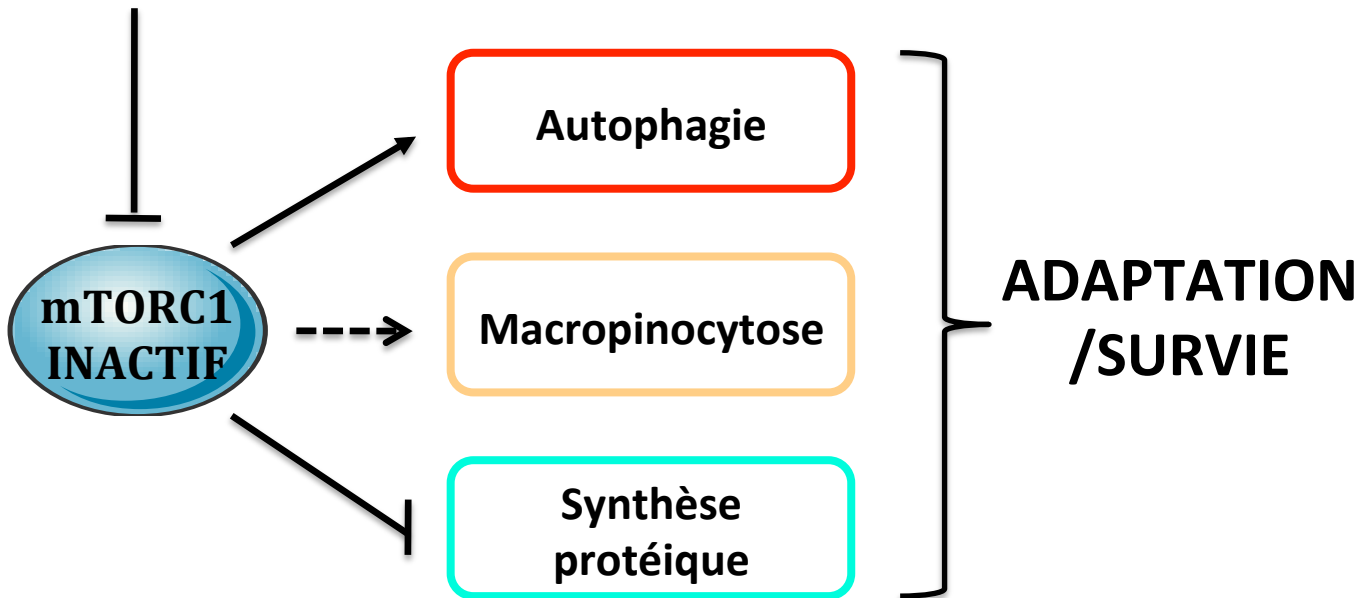 Autophagie
mTORC1
INACTIF
Macropinocytose
ADAPTATION
/SURVIE
Synthèse
protéique